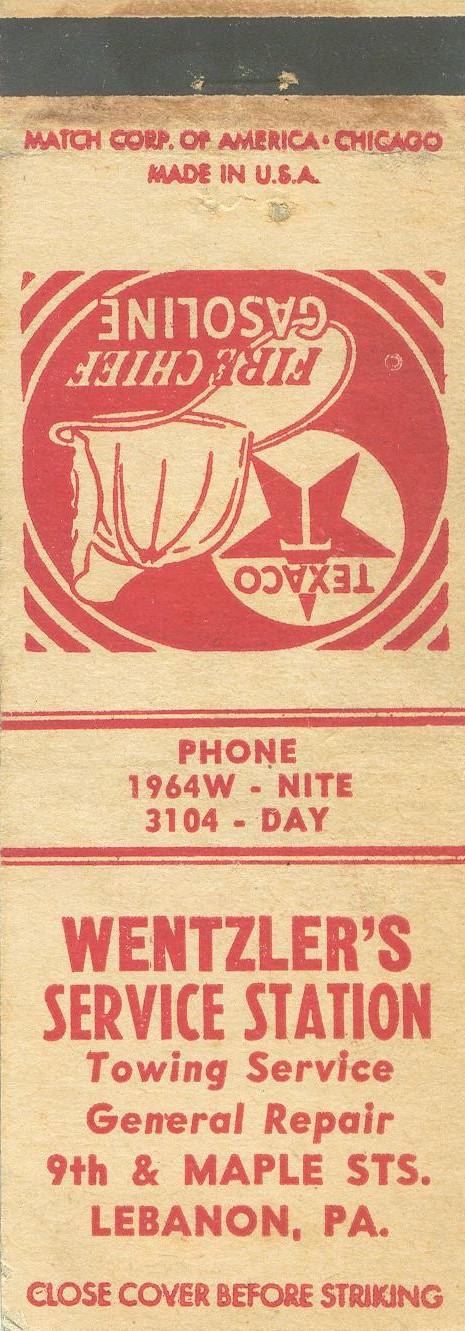 MATCH CORP. OF AMERICA • CHICAGO
MADE IN U.S.A.
TEXACO
T
FIRE CHIEF
GASOLINE
PHONE
1964W - NITE
3104 - DAY
WENTZLER'S
SERVICE STATION
Towing Service
General Repair
9th & MAPLE STS.
LEBANON, PA.
CLOSE COVER BEFORE STRIKING